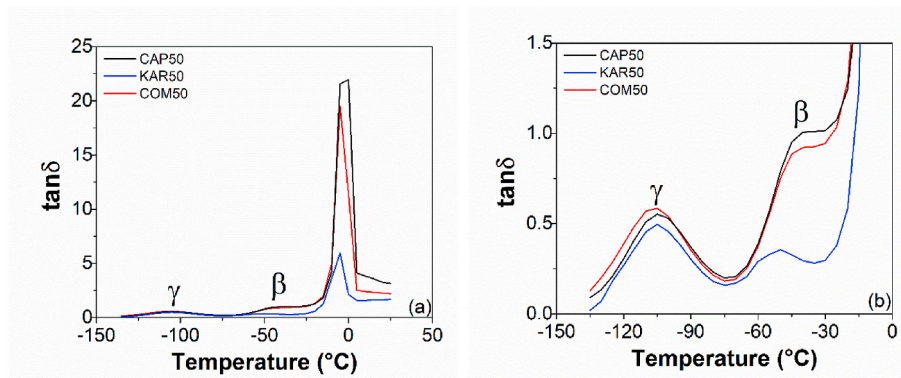 25
20
15
10
5
0
tanδ
CAP50
KAR50
COM50
γ
β
(a)
-150
-100
-50
0
50
Temperature (°C)
1.5
1.0
0.5
0.0
tanδ
CAP50
KAR50
COM50
γ
β
(b)
-150
-120
-90
-60
-30
0
Temperature (°C)